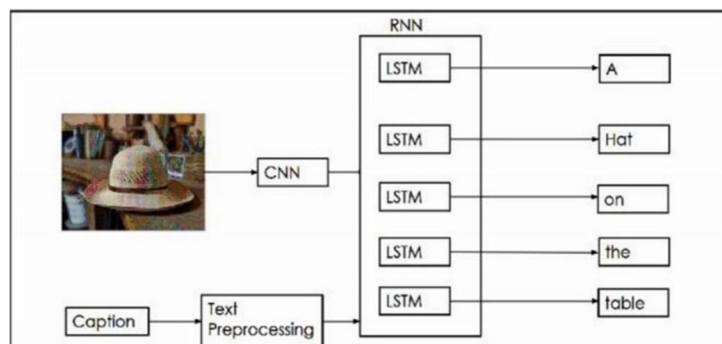 RNN
LSTM
A
LSTM
Hat
CNN
LSTM
on
LSTM
the
LSTM
table
Caption
Text
Preprocessing